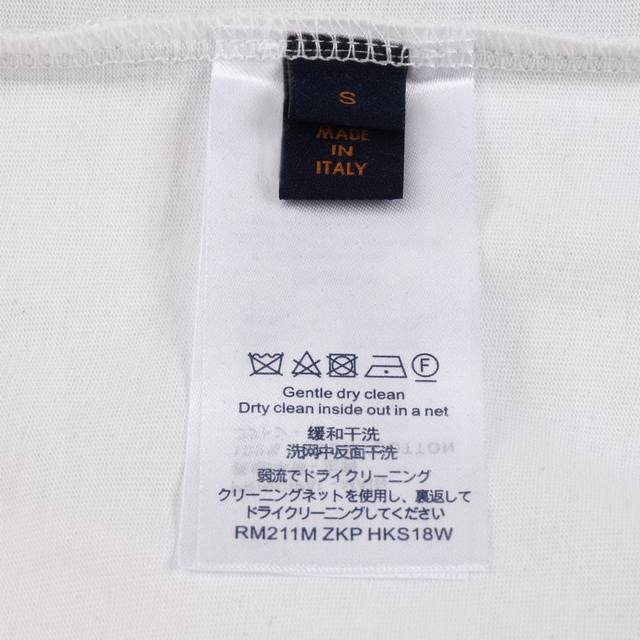 S
MADE
IN
ITALY
F
Gentle dry clean
Drty clean inside out in a net
缓和干洗
洗网中反面干洗
弱流でドライクリーニング
クリーニングネットを使用し、裏返して
ドライクリーニングしてください
RM211M ZKP HKS18W